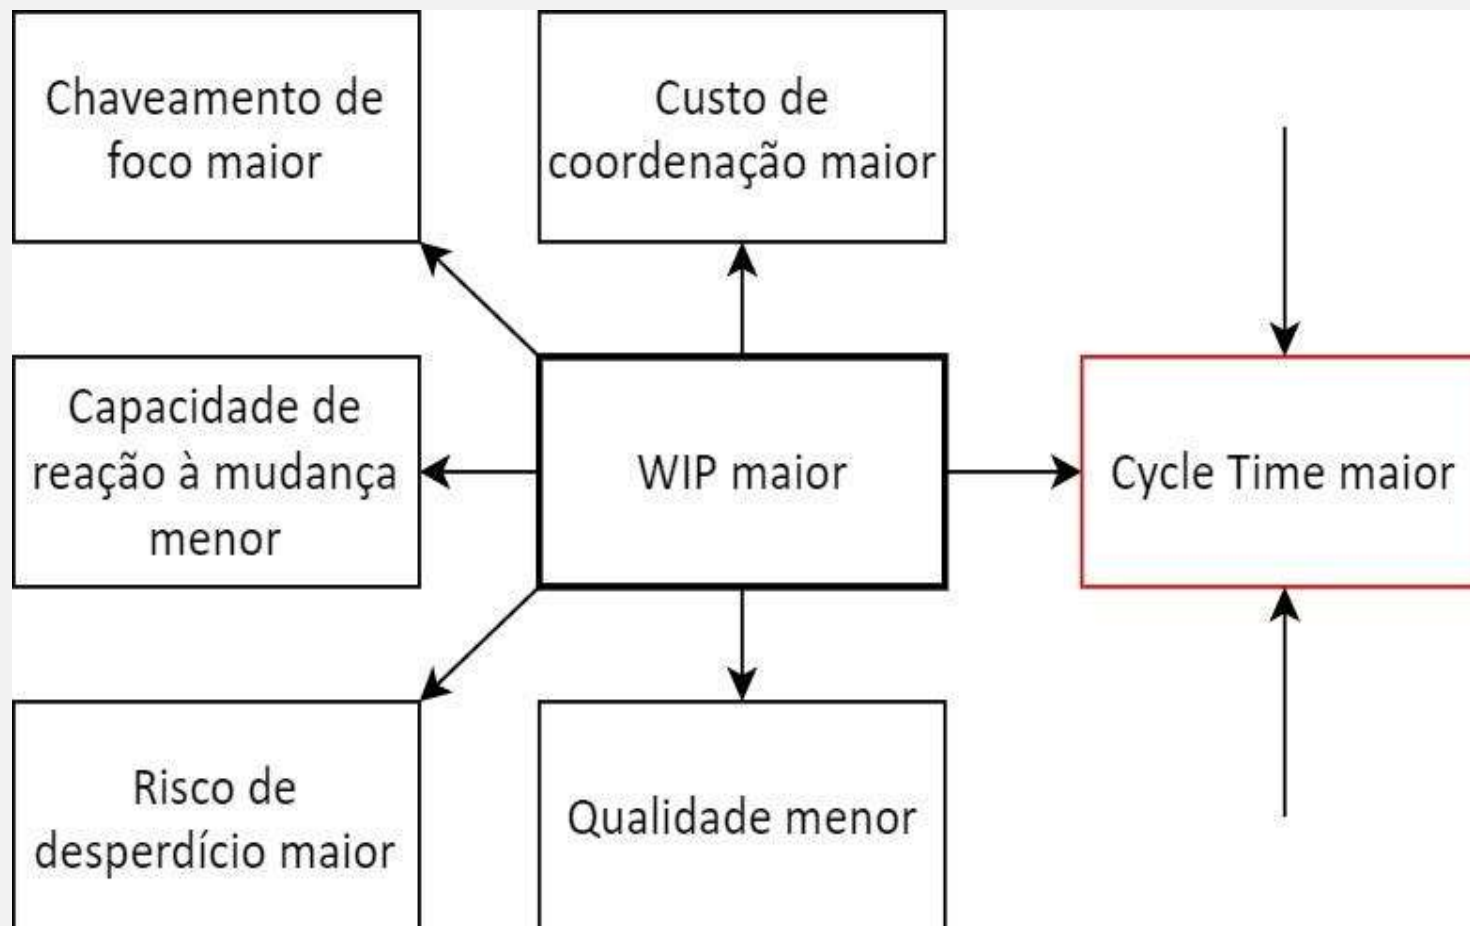 Chaveamento de
foco maior
Custo de
coordenação maior
Capacidade de
reação à mudança
menor
WIP maior
Cycle Time maior
Risco de
desperdício maior
Qualidade menor